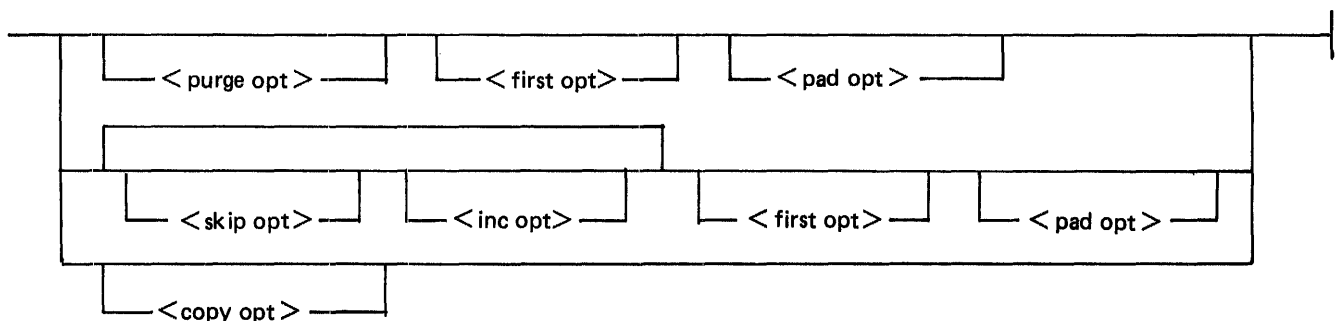 < purge opt > < first opt> < pad opt >
< skip opt > < inc opt> < first opt> < pad opt >
< copy opt >